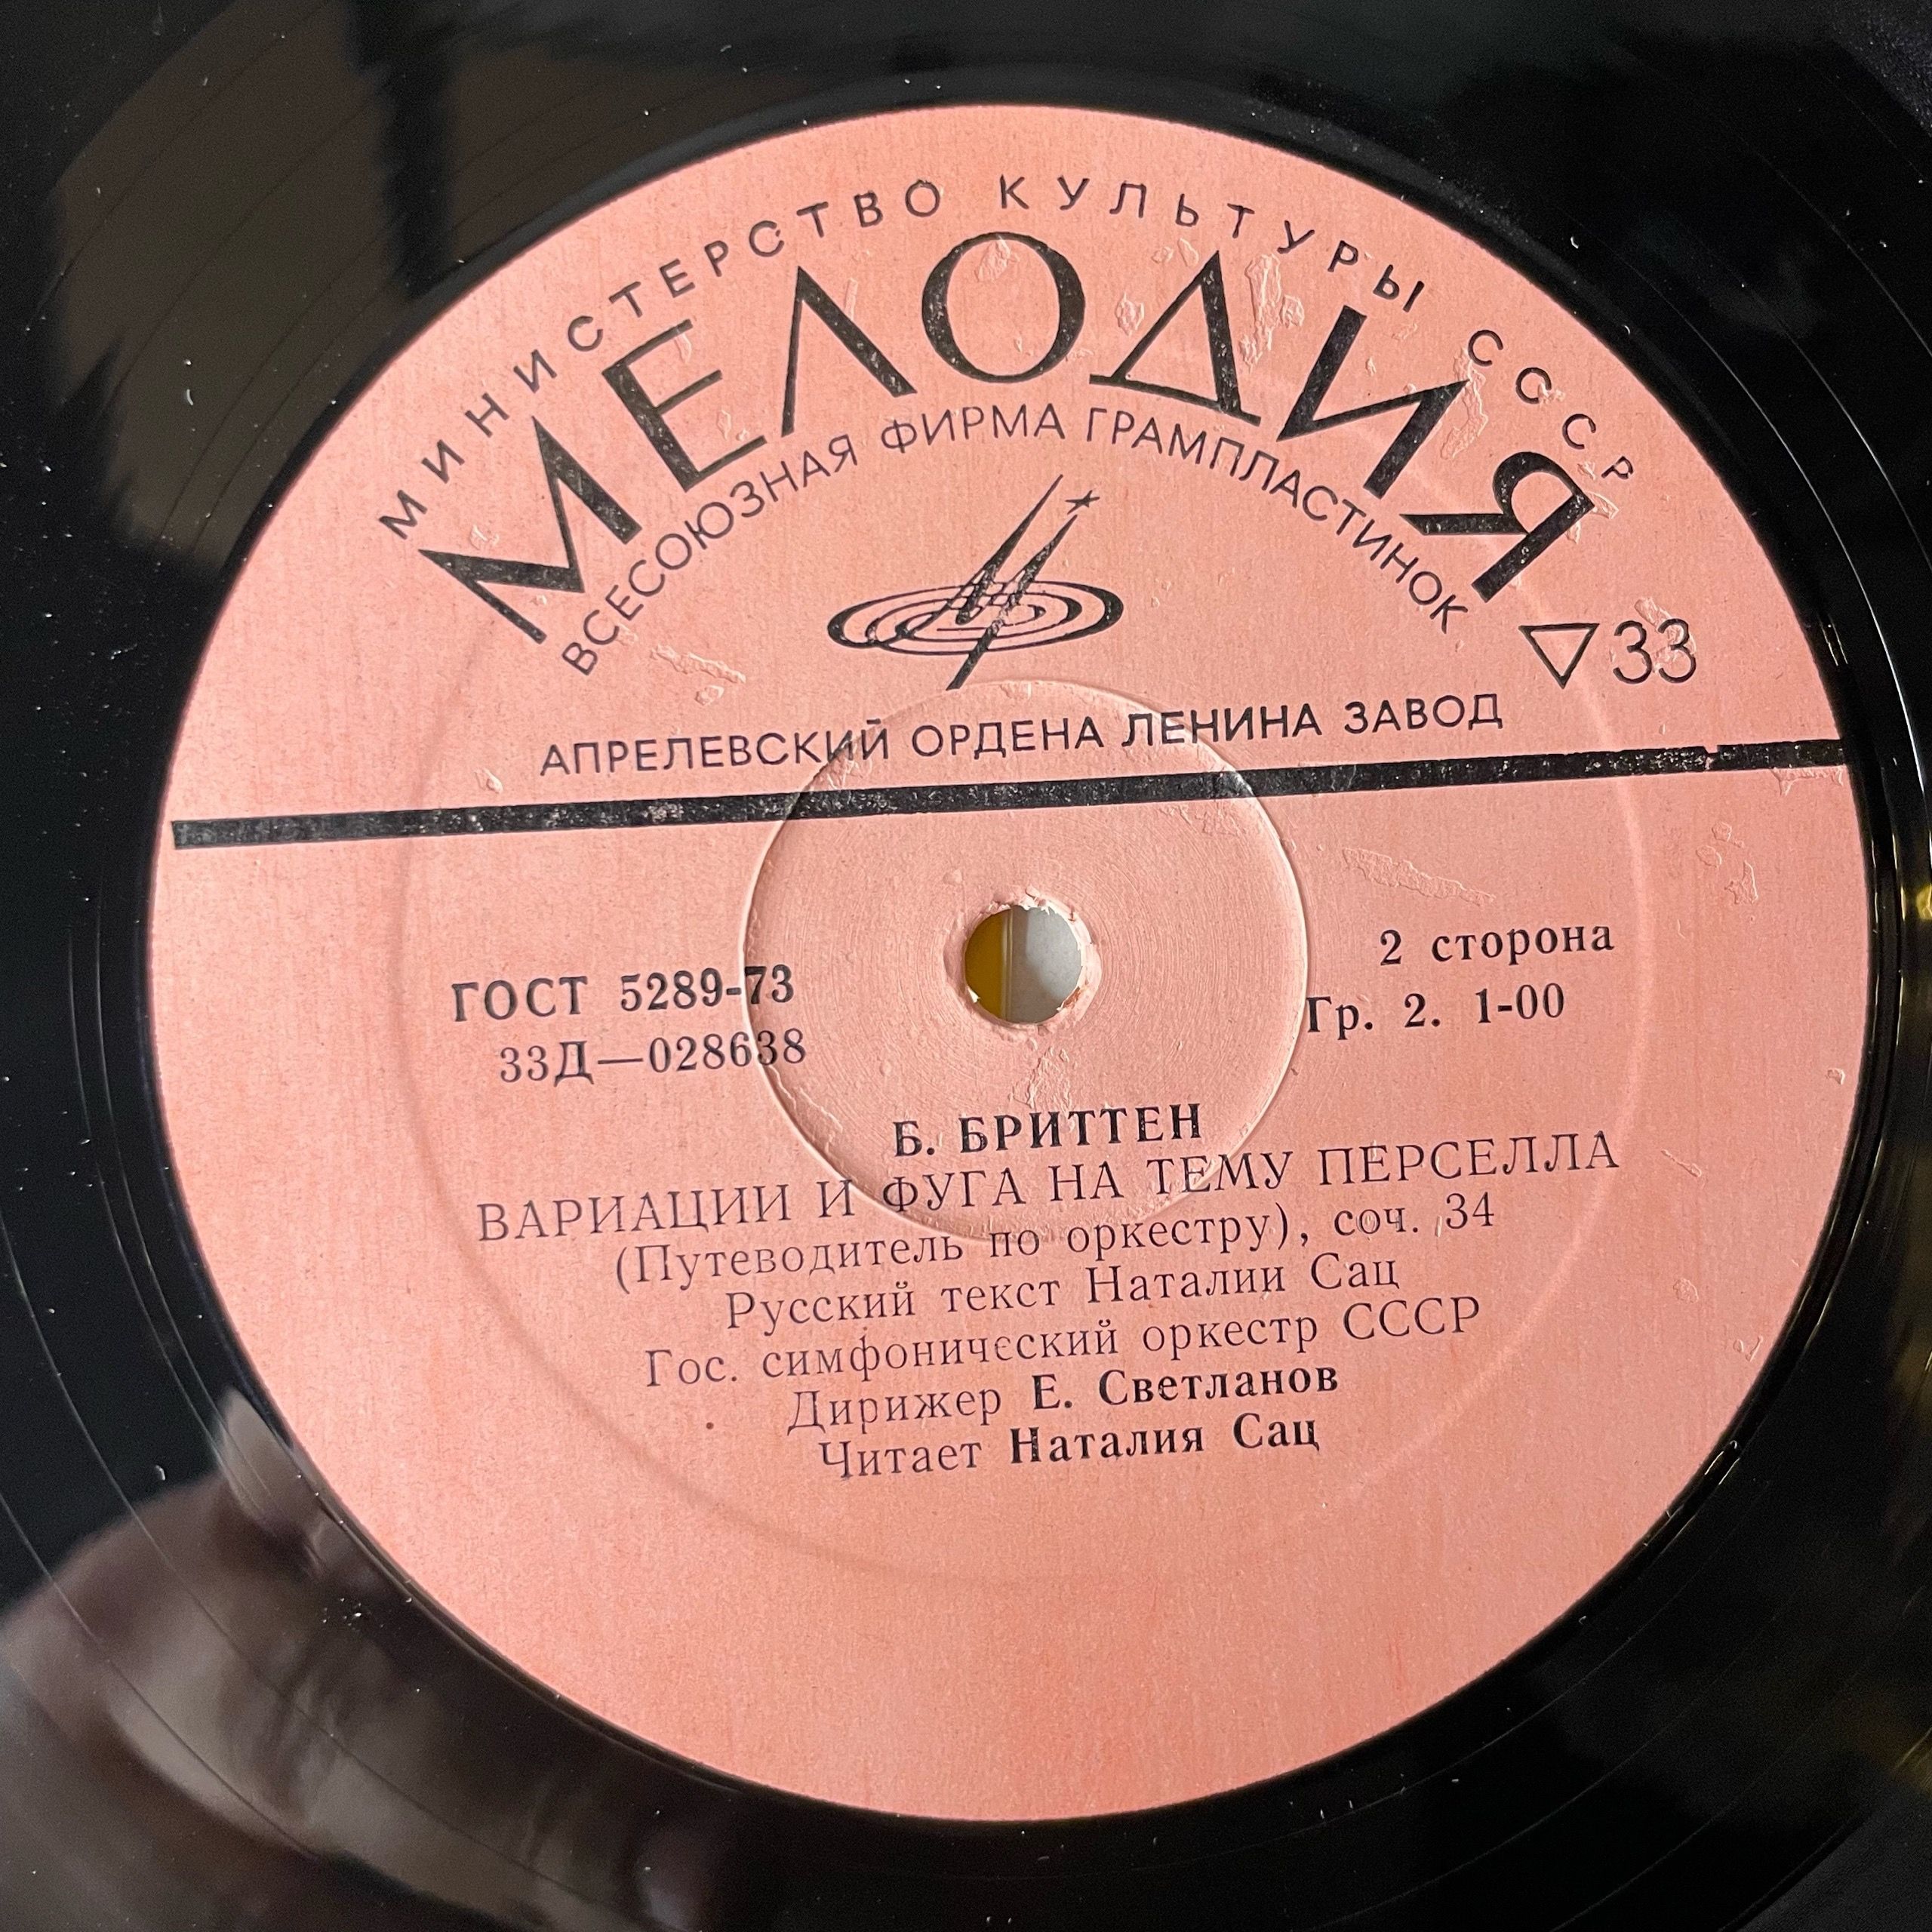 МИНИСТЕРСТВО КУЛЬТУРЫ СССР
МЕЛОДИЯ
ВСЕСОЮЗНАЯ ФИРМА ГРАМПЛАСТИНОК
▽33
АПРЕЛЕВСКИЙ ОРДЕНА ЛЕНИНА ЗАВОД
ГОСТ 5289-73
33Д—028638
2 сторона
Гр. 2. 1-00
Б. БРИТТЕН
ВАРИАЦИИ И ФУГА НА ТЕМУ ПЕРСЕЛЛА
(Путеводитель по оркестру), соч. 34
Русский текст Наталии Сац
Гос. симфонический оркестр СССР
Дирижер Е. Светланов
Читает Наталия Сац